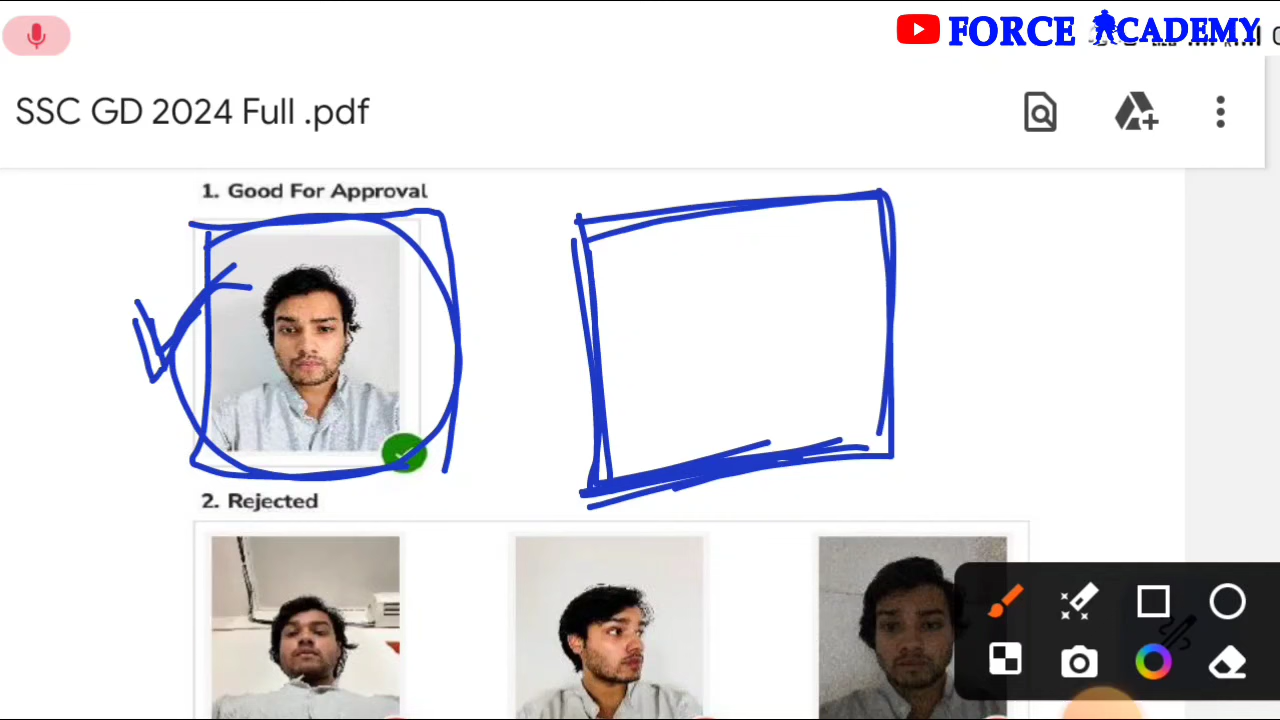 FORCE ACADEMY
SSC GD 2024 Full .pdf
1. Good For Approval
2. Rejected